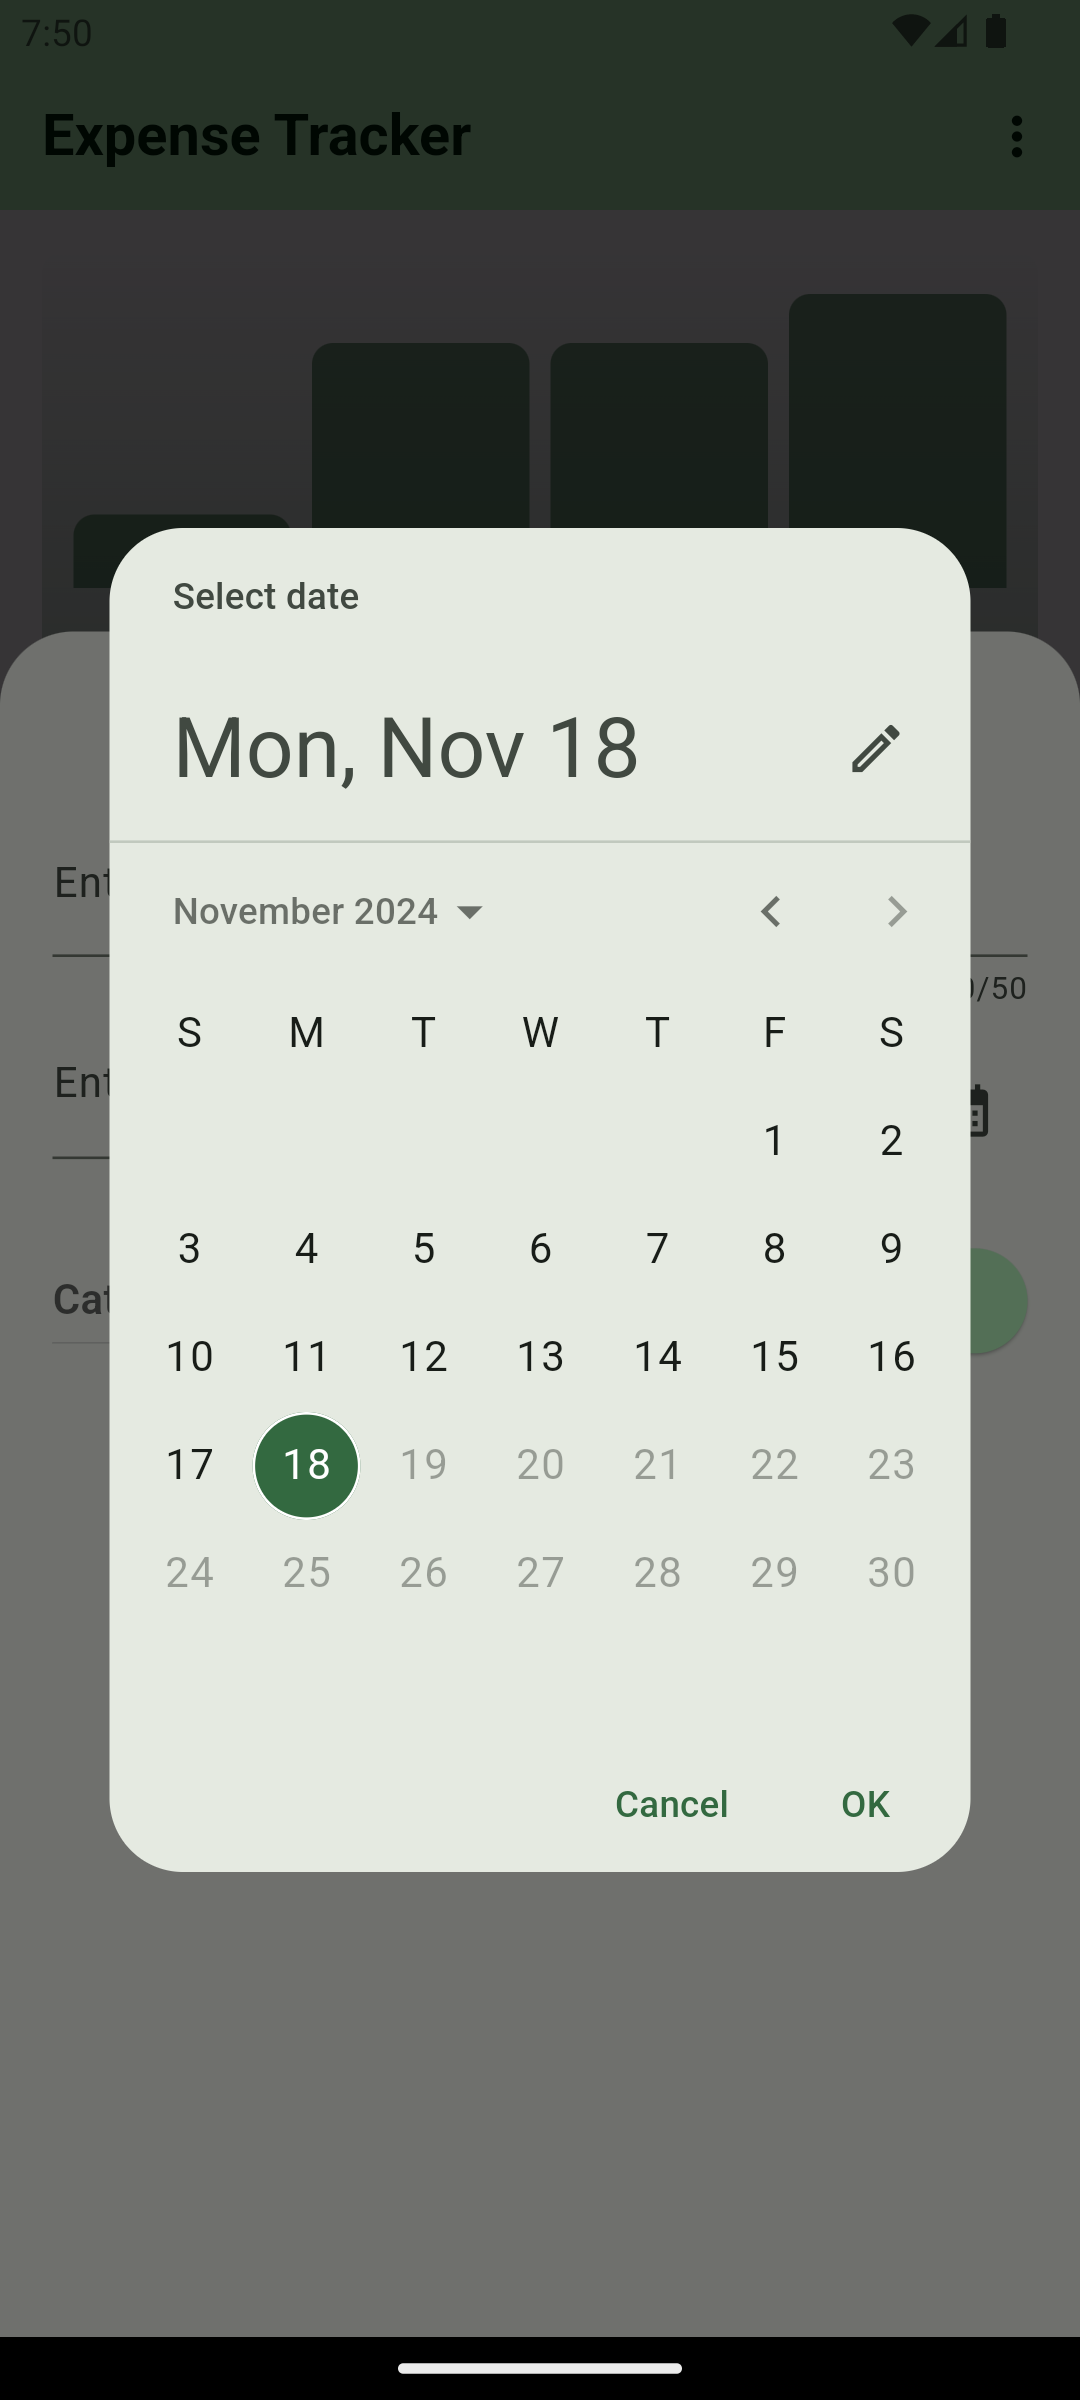 7:50
Expense Tracker
Select date
Mon, Nov 18
November 2024
S M T W T F S
1 2
3 4 5 6 7 8 9
10 11 12 13 14 15 16
17 18 19 20 21 22 23
24 25 26 27 28 29 30
Cancel OK
Ent
0/50
Ent
Cat